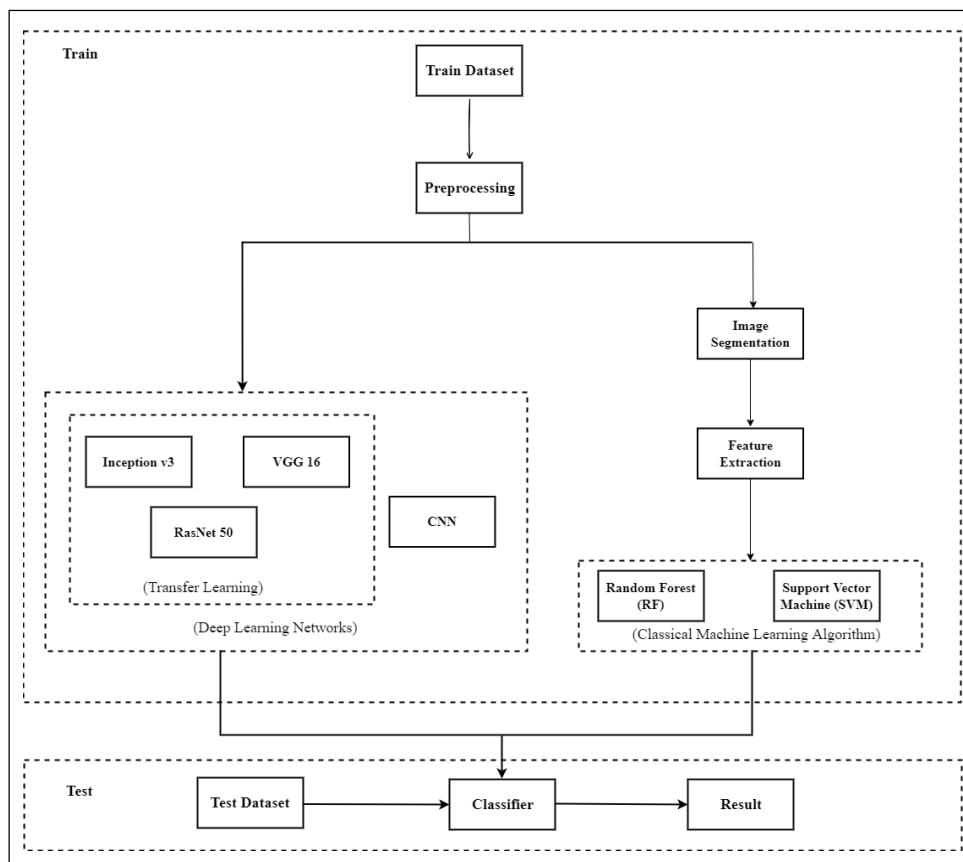 Train
Train Dataset
Preprocessing
Image
Segmentation
Feature
Extraction
Inception v3
VGG 16
RasNet 50
CNN
(Transfer Learning)
(Deep Learning Networks)
Random Forest
(RF)
Support Vector
Machine (SVM)
(Classical Machine Learning Algorithm)
Test
Test Dataset
Classifier
Result